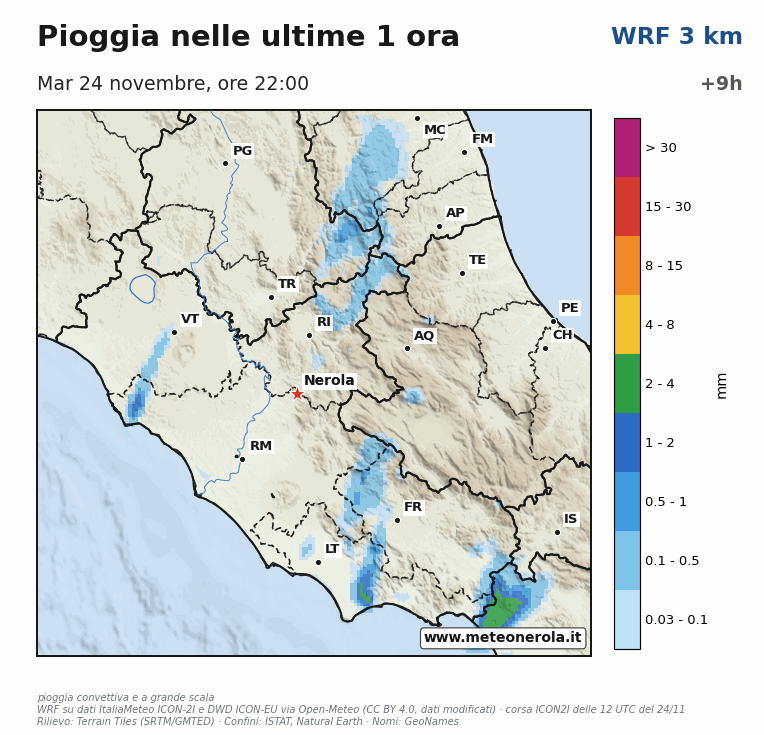 Pioggia nelle ultime 1 ora
WRF 3 km
Mar 24 novembre, ore 22:00
+9h
MC
FM
PG
AP
TE
TR
PE
VT
RI
AQ
CH
Nerola
RM
FR
IS
LT
www.meteonerola.it
> 30
15 - 30
8 - 15
4 - 8
2 - 4
1 - 2
0.5 - 1
0.1 - 0.5
0.03 - 0.1
mm
pioggia convettiva e a grande scala
WRF su dati ItaliaMeteo ICON-2I e DWD ICON-EU via Open-Meteo (CC BY 4.0, dati modificati) · corsa ICON2I delle 12 UTC del 24/11
Rilievo: Terrain Tiles (SRTM/GMTED) · Confini: ISTAT, Natural Earth · Nomi: GeoNames